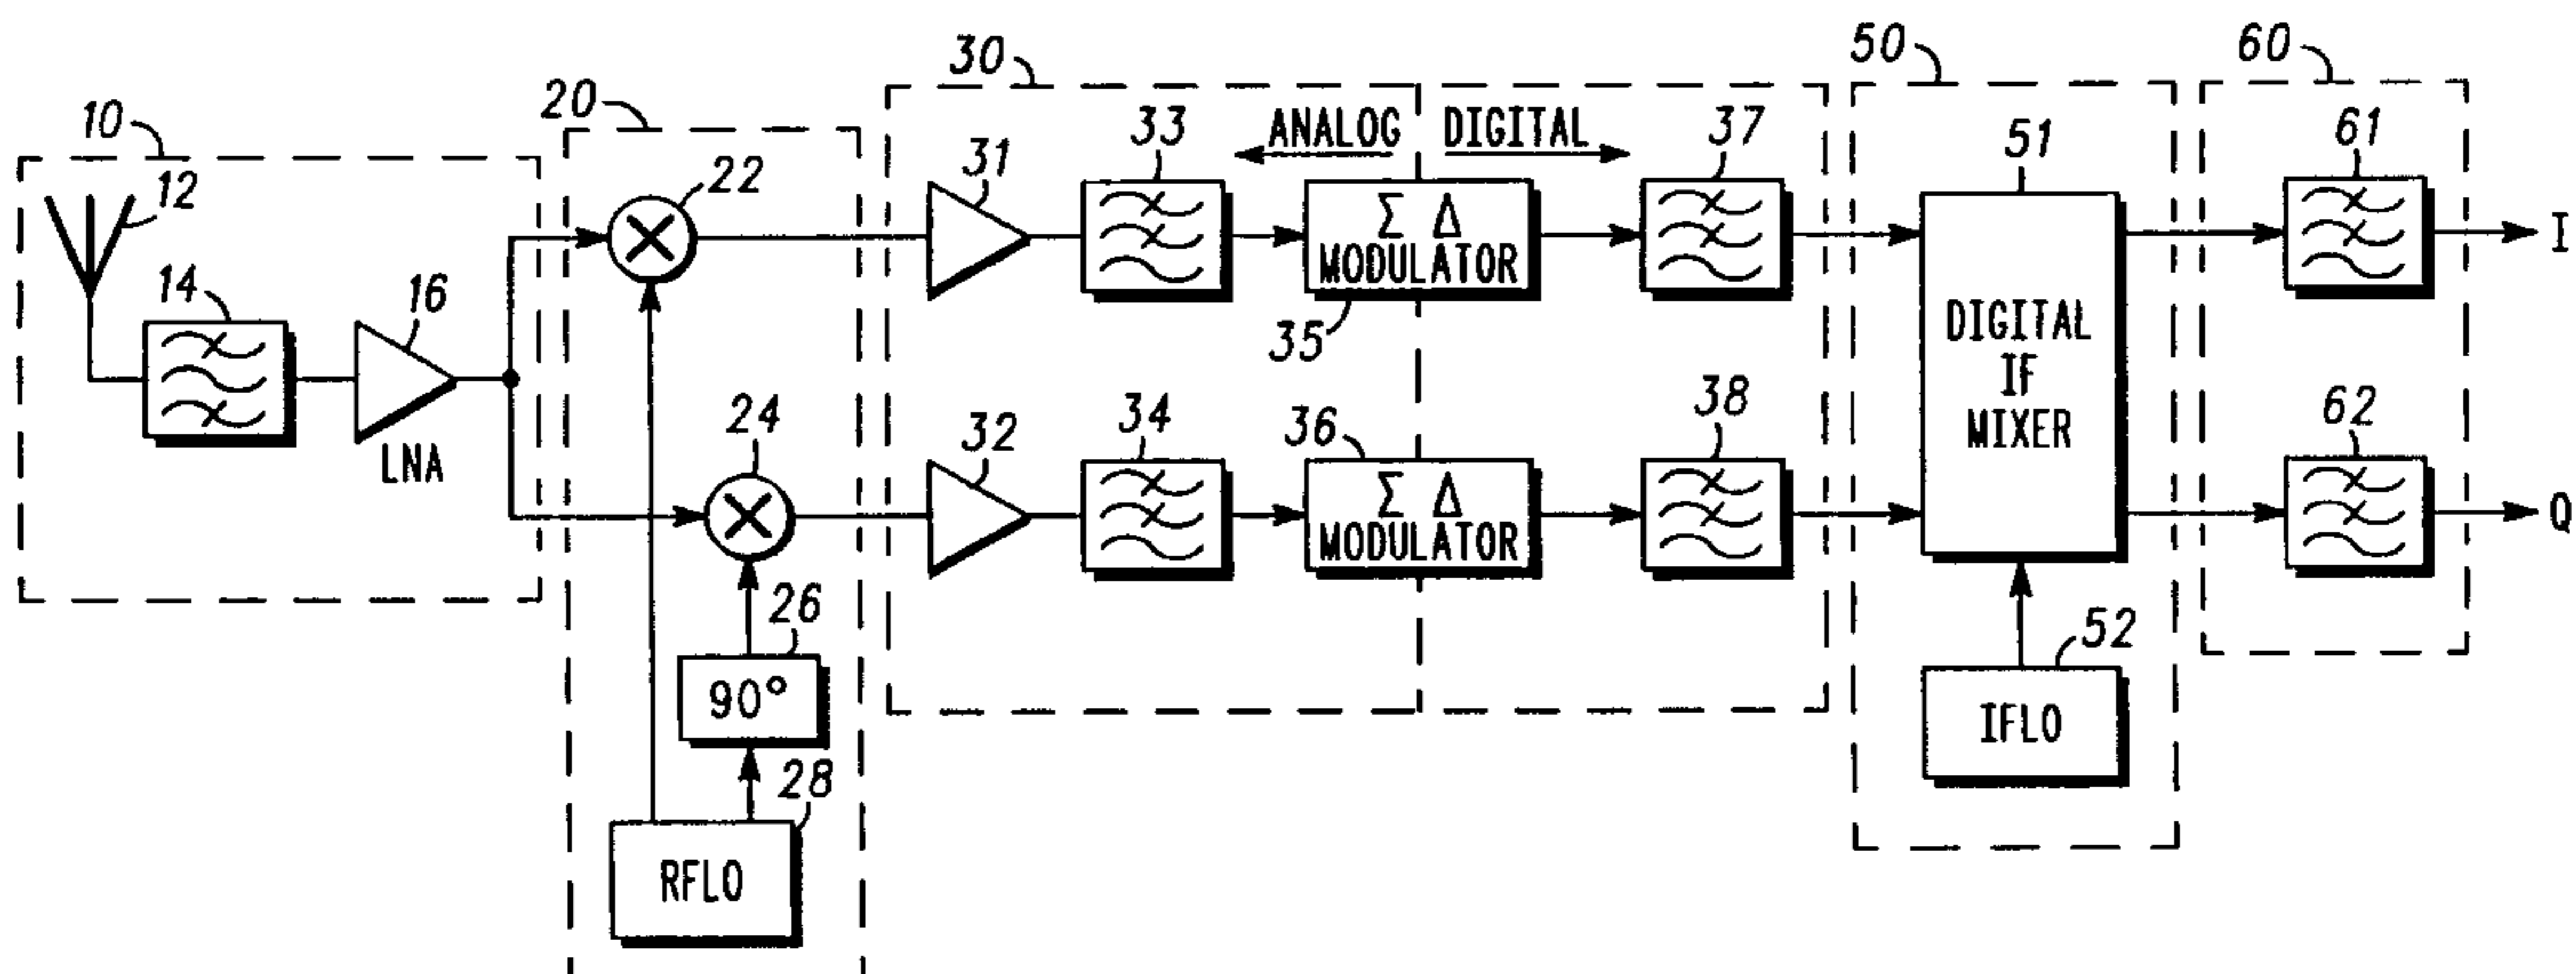 10
12
14
16
LNA
20
22
24
26
90°
28
RFLO
30
ANALOG
DIGITAL
31
33
Σ Δ
MODULATOR
35
37
32
34
36
Σ Δ
MODULATOR
38
50
51
DIGITAL
IF
MIXER
52
IFLO
60
61
I
62
Q